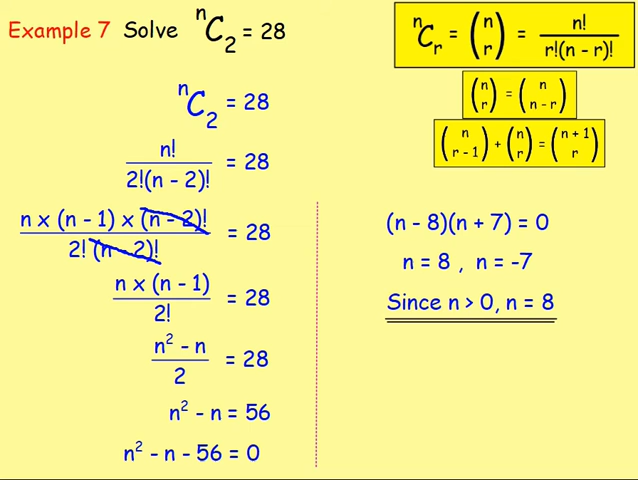 Example 7 Solve ⁿC₂ = 28
ⁿC₂ = 28
n! / 2!(n - 2)! = 28
n x (n - 1) x (n - 2)! / 2! (n - 2)! = 28
n x (n - 1) / 2! = 28
n² - n / 2 = 28
n² - n = 56
n² - n - 56 = 0
ⁿCᵣ = (n r) = n! / r!(n - r)!
(n r) = (n n - r)
(n r - 1) + (n r) = (n + 1 r)
(n - 8)(n + 7) = 0
n = 8 , n = -7
Since n > 0, n = 8